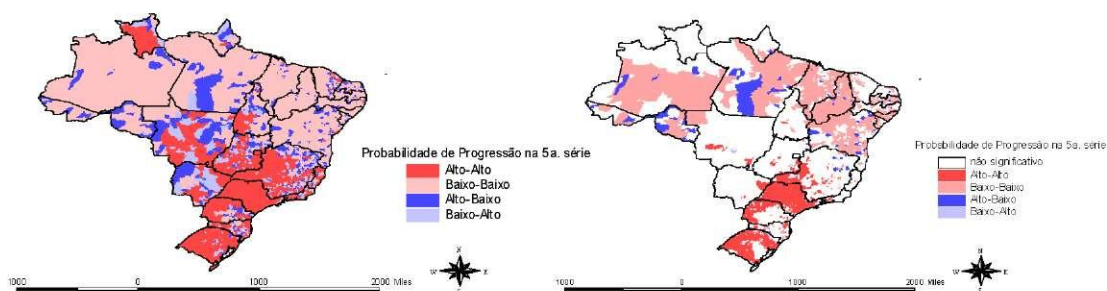 Probabilidade de Progressão na 5a. série
Alto-Alto
Baixo-Baixo
Alto-Baixo
Baixo-Alto
1000 0 1000 2000 Miles
W E
Probabilidade de Progressão na 5a. série
não significativo
Alto-Alto
Baixo-Baixo
Alto-Baixo
Baixo-Alto
1000 0 1000 2000 Miles
N
W E
S